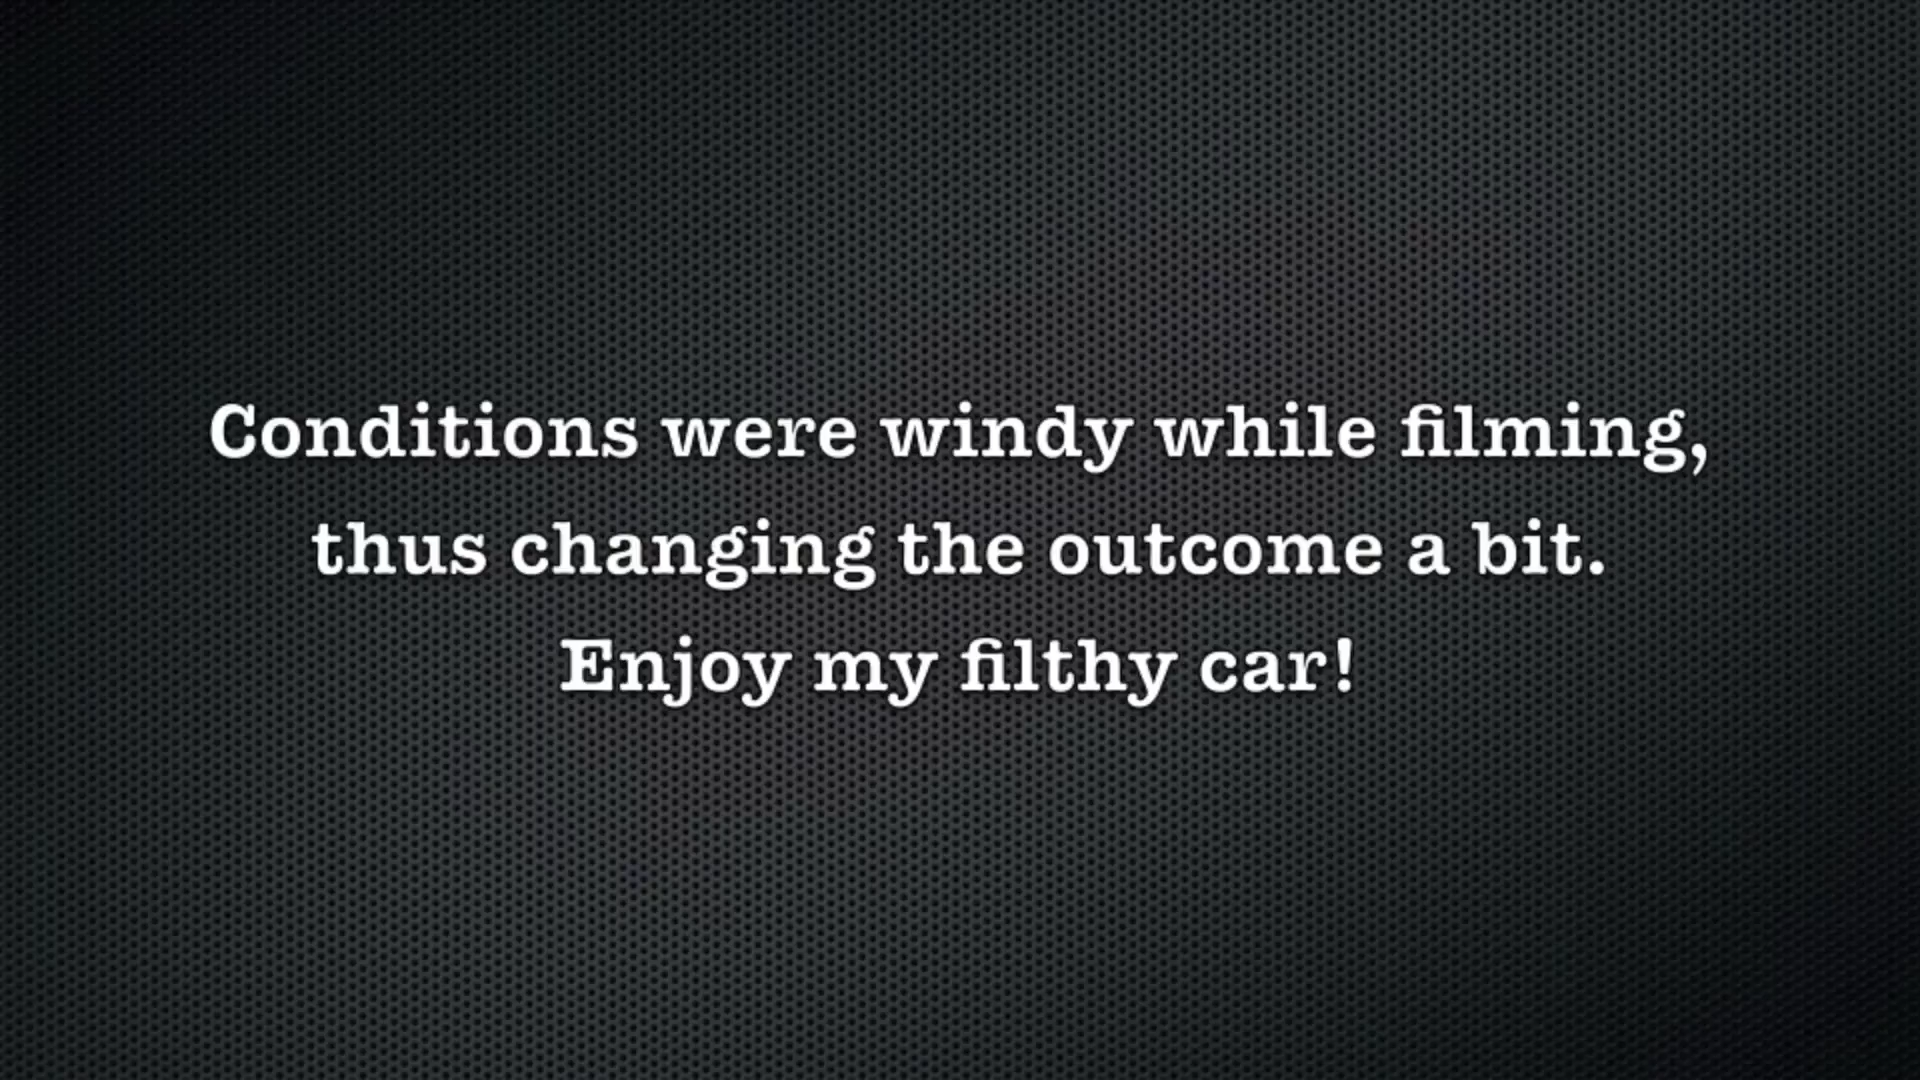 Conditions were windy while filming,
thus changing the outcome a bit.
Enjoy my filthy car!